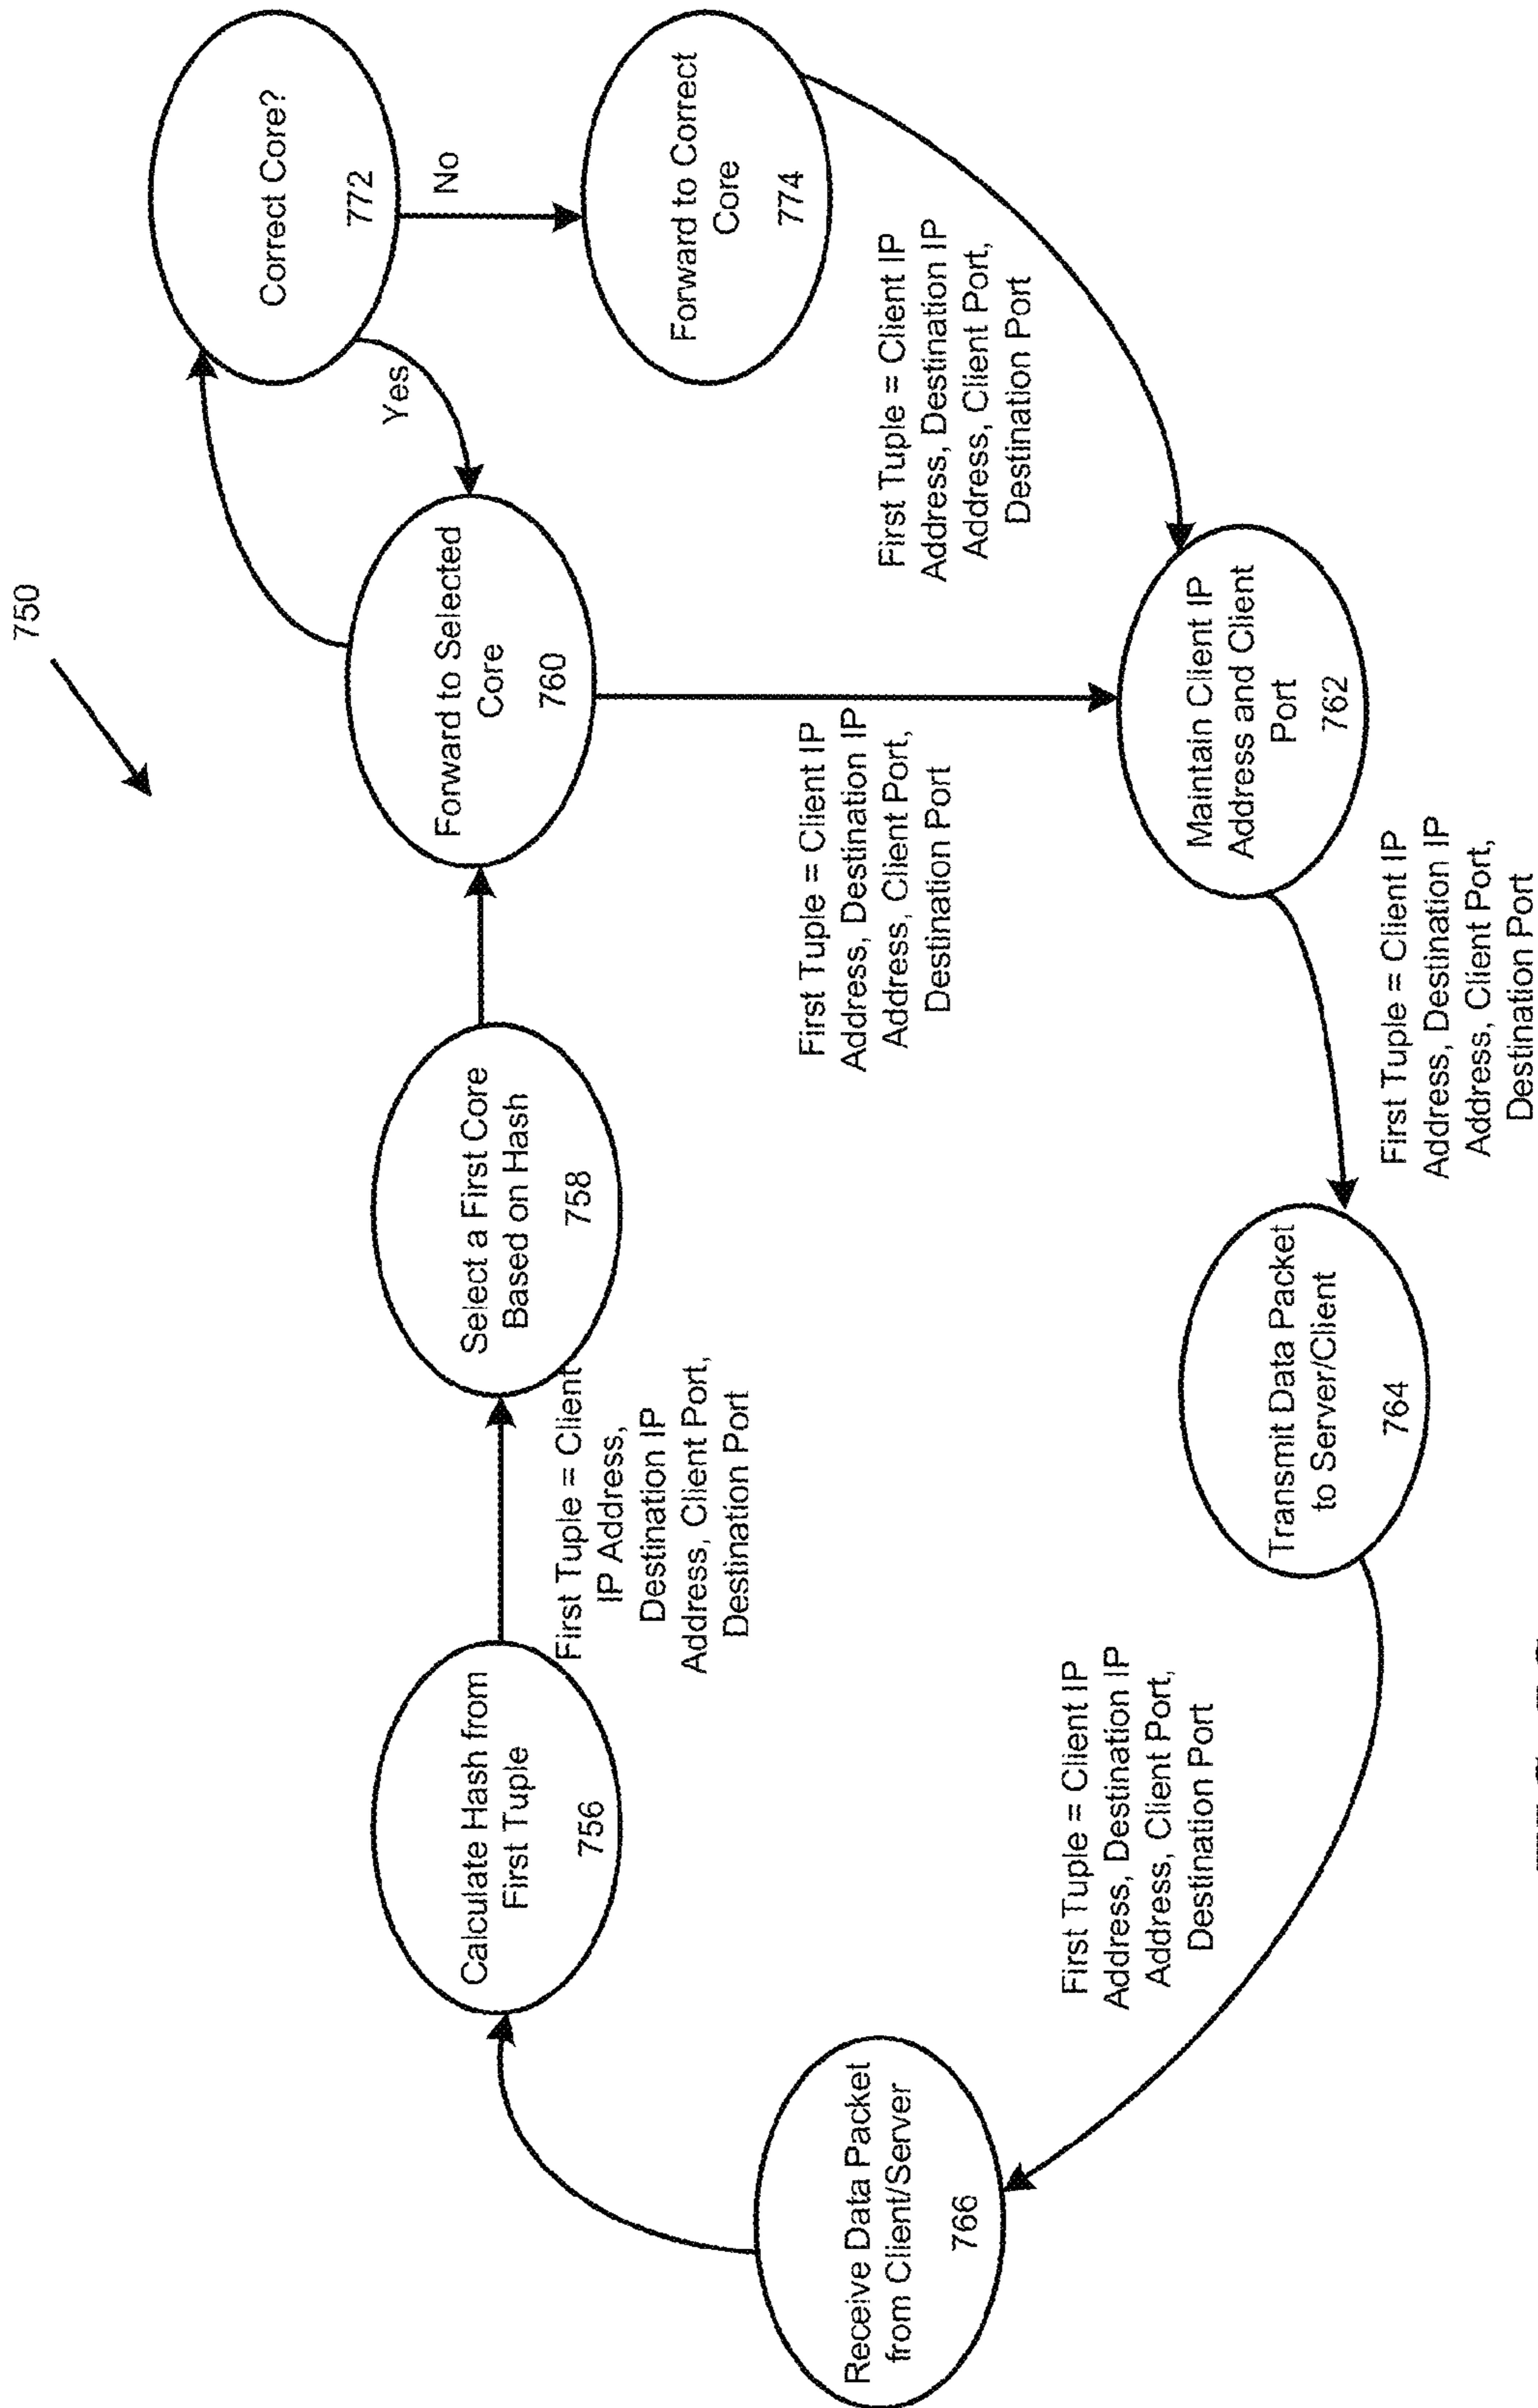 750
Correct Core?
772
No
Yes
Forward to Correct
Core
774
Forward to Selected
Core
760
Select a First Core
Based on Hash
758
Calculate Hash from
First Tuple
756
First Tuple = Client
IP Address,
Destination IP
Address, Client Port,
Destination Port
First Tuple = Client IP
Address, Destination IP
Address, Client Port,
Destination Port
First Tuple = Client IP
Address, Destination IP
Address, Client Port,
Destination Port
Maintain Client IP
Address and Client
Port
762
First Tuple = Client IP
Address, Destination IP
Address, Client Port,
Destination Port
Transmit Data Packet
to Server/Client
764
First Tuple = Client IP
Address, Destination IP
Address, Client Port,
Destination Port
Receive Data Packet
from Client/Server
766